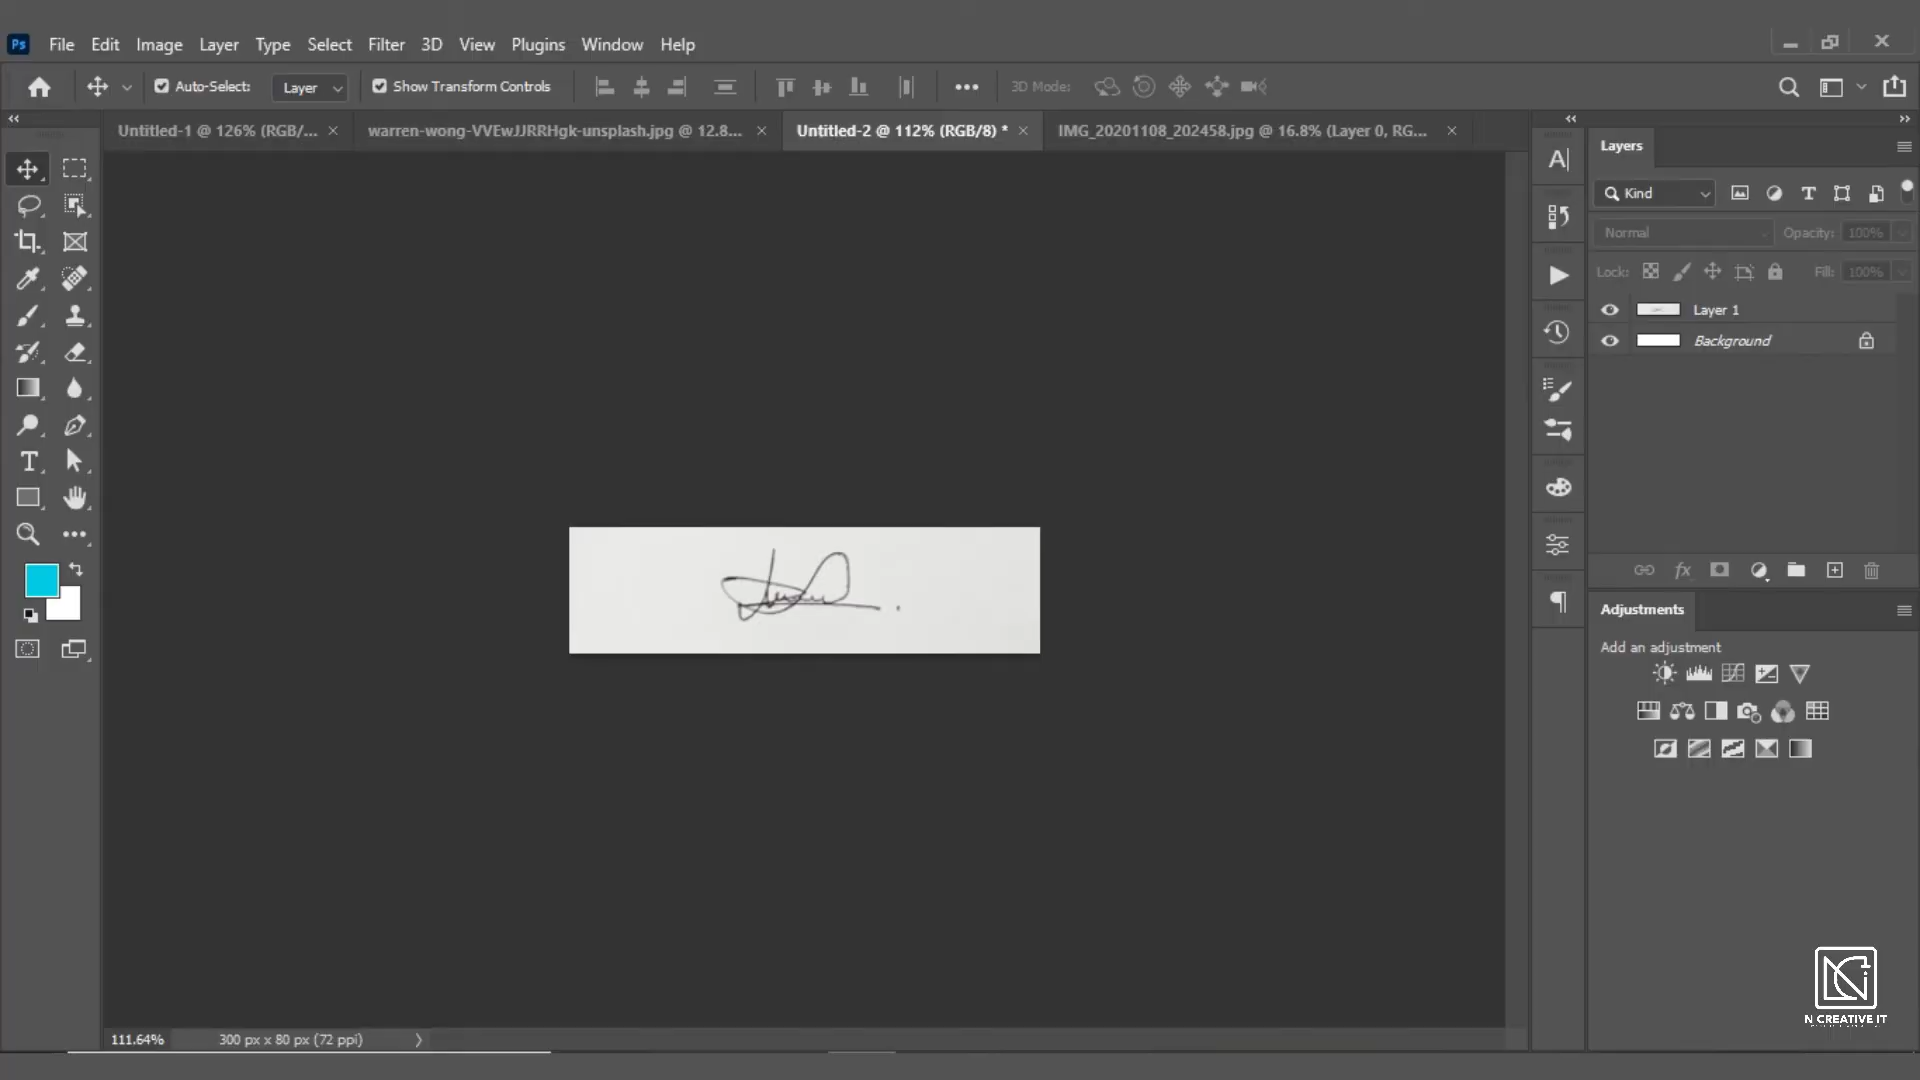 Ps File Edit Image Layer Type Select Filter 3D View Plugins Window Help
Auto-Select: Layer Show Transform Controls 3D Mode:
Untitled-1 @ 126% (RGB/... × warren-wong-VVEwJJRRHgk-unsplash.jpg @ 12.8... × Untitled-2 @ 112% (RGB/8) * × IMG_20201108_202458.jpg @ 16.8% (Layer 0, RG... ×
Layers
Kind
Normal Opacity: 100%
Lock: Fill: 100%
Layer 1
Background
Adjustments
Add an adjustment
N CREATIVE IT
111.64% 300 px x 80 px (72 ppi)